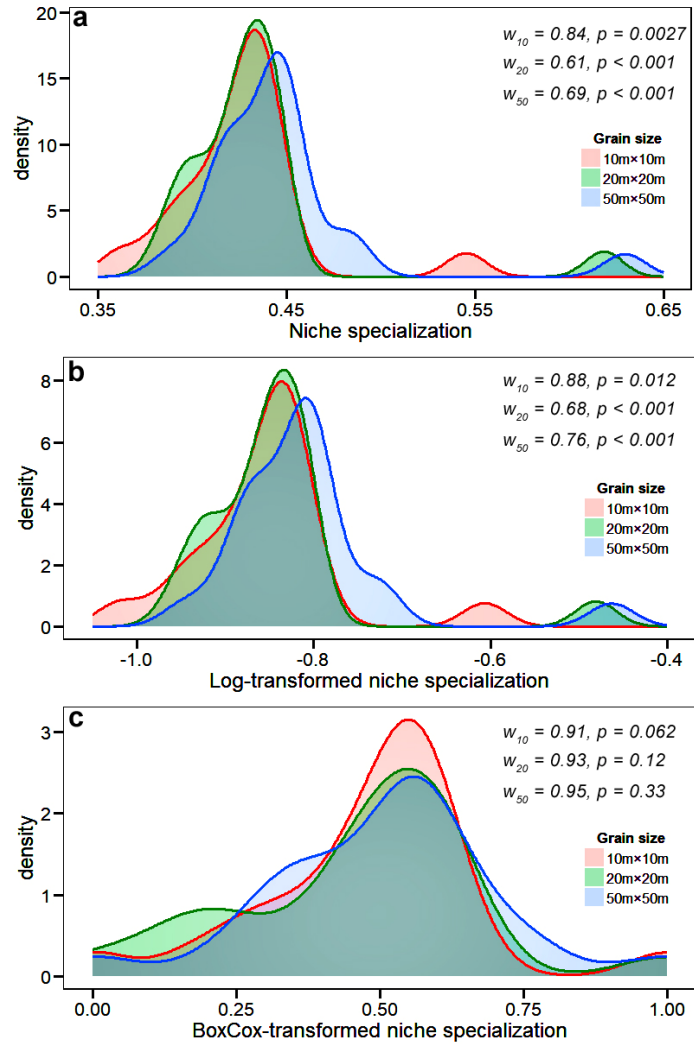 a
w10 = 0.84, p = 0.0027
w20 = 0.61, p < 0.001
w50 = 0.69, p < 0.001
Grain size
10m×10m
20m×20m
50m×50m
density
20
15
10
5
0
0.35 0.45 0.55 0.65
Niche specialization
b
w10 = 0.88, p = 0.012
w20 = 0.68, p < 0.001
w50 = 0.76, p < 0.001
Grain size
10m×10m
20m×20m
50m×50m
density
8
6
4
2
0
-1.0 -0.8 -0.6 -0.4
Log-transformed niche specialization
c
w10 = 0.91, p = 0.062
w20 = 0.93, p = 0.12
w50 = 0.95, p = 0.33
Grain size
10m×10m
20m×20m
50m×50m
density
3
2
1
0
0.00 0.25 0.50 0.75 1.00
BoxCox-transformed niche specialization